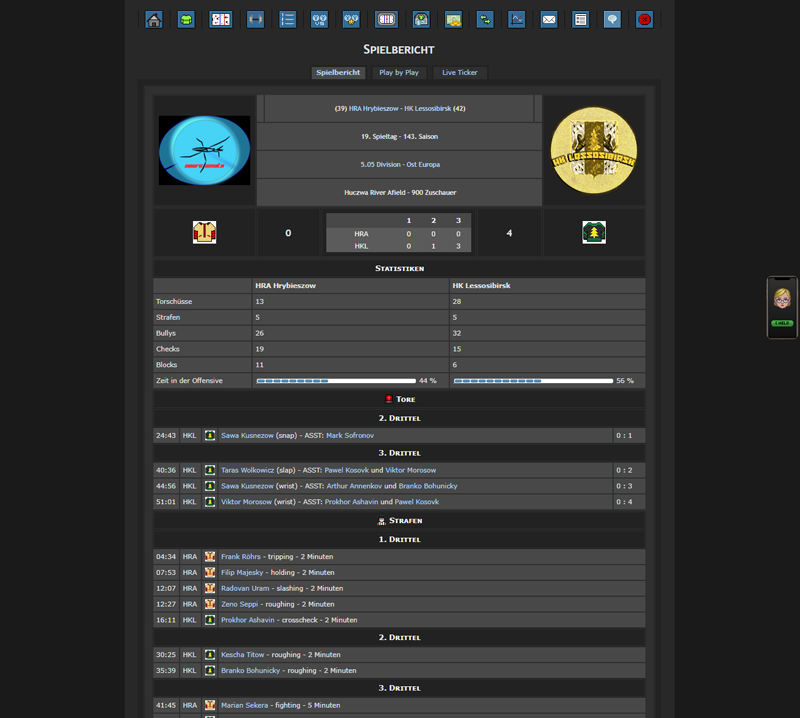 SPIELBERICHT
Spielbericht Play by Play Live Ticker
(39) HRA Hrybieszow - HK Lessosibirsk (42)
19. Spieltag - 143. Saison
5.05 Division - Ost Europa
Huczwa River Afield - 900 Zuschauer
HK LESSOSIBIRSK
1 2 3
0 HRA 0 0 0 4
HKL 0 1 3
STATISTIKEN
HRA Hrybieszow HK Lessosibirsk
Torschüsse 13 28
Strafen 5 5
Bullys 26 32
Checks 19 15
Blocks 11 6
Zeit in der Offensive 44 % 56 %
TORE
2. DRITTEL
24:43 HKL Sawa Kusnezow (snap) - ASST: Mark Sofronov 0 : 1
3. DRITTEL
40:36 HKL Taras Wolkowicz (slap) - ASST: Pawel Kosovk und Viktor Morosow 0 : 2
44:56 HKL Sawa Kusnezow (wrist) - ASST: Arthur Annenkov und Branko Bohunicky 0 : 3
51:01 HKL Viktor Morosow (wrist) - ASST: Prokhor Ashavin und Pawel Kosovk 0 : 4
STRAFEN
1. DRITTEL
04:34 HRA Frank Röhrs - tripping - 2 Minuten
07:53 HRA Filip Majesky - holding - 2 Minuten
12:07 HRA Radovan Uram - slashing - 2 Minuten
12:27 HRA Zeno Seppi - roughing - 2 Minuten
16:11 HKL Prokhor Ashavin - crosscheck - 2 Minuten
2. DRITTEL
30:25 HKL Kescha Titow - roughing - 2 Minuten
35:39 HKL Branko Bohunicky - roughing - 2 Minuten
3. DRITTEL
41:45 HRA Marian Sekera - fighting - 5 Minuten